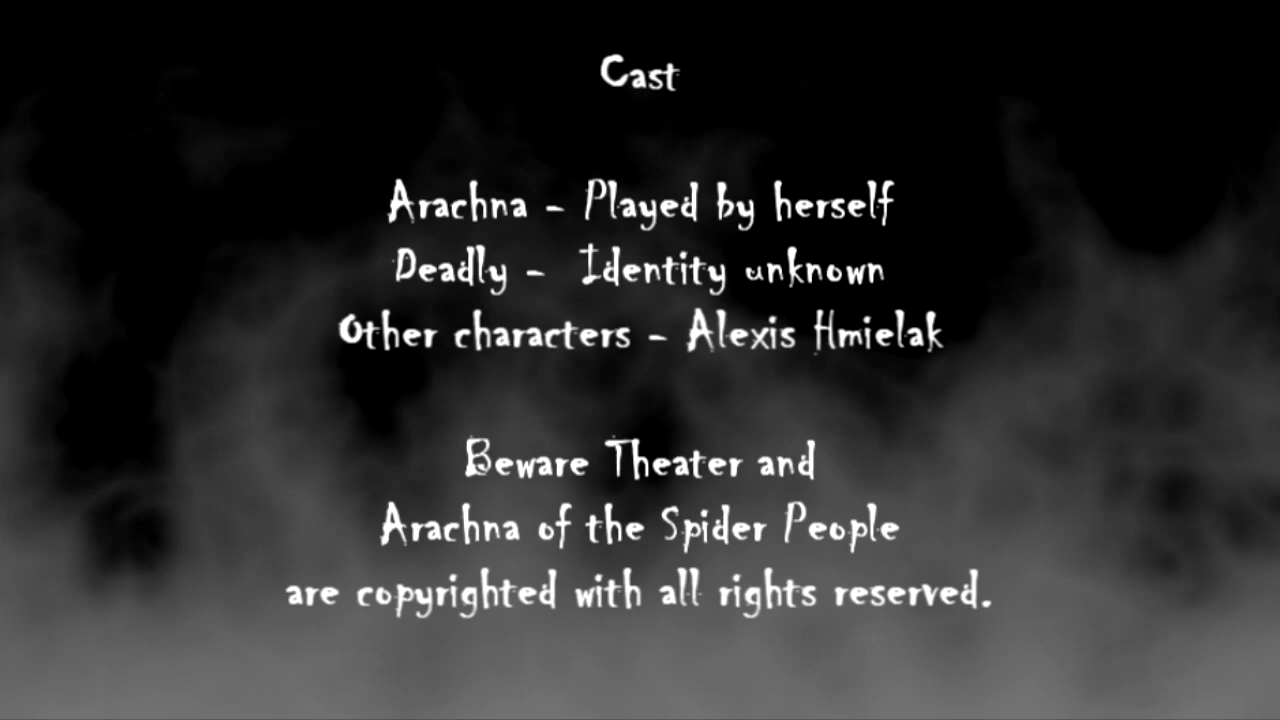 Cast
Arachna - Played by herself
Deadly - Identity unknown
Other characters - Alexis Hmielak
Beware Theater and
Arachna of the Spider People
are copyrighted with all rights reserved.